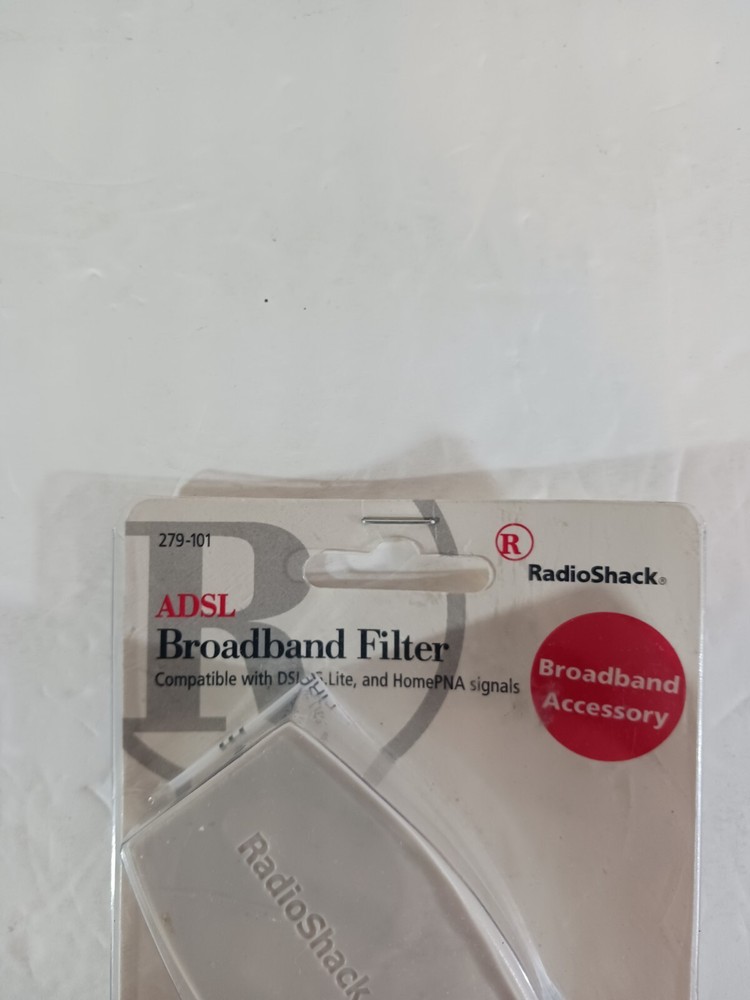 279-101
R
RadioShack®
ADSL
Broadband Filter
Compatible with DSL, G.Lite, and HomePNA signals
Broadband
Accessory
RadioShack